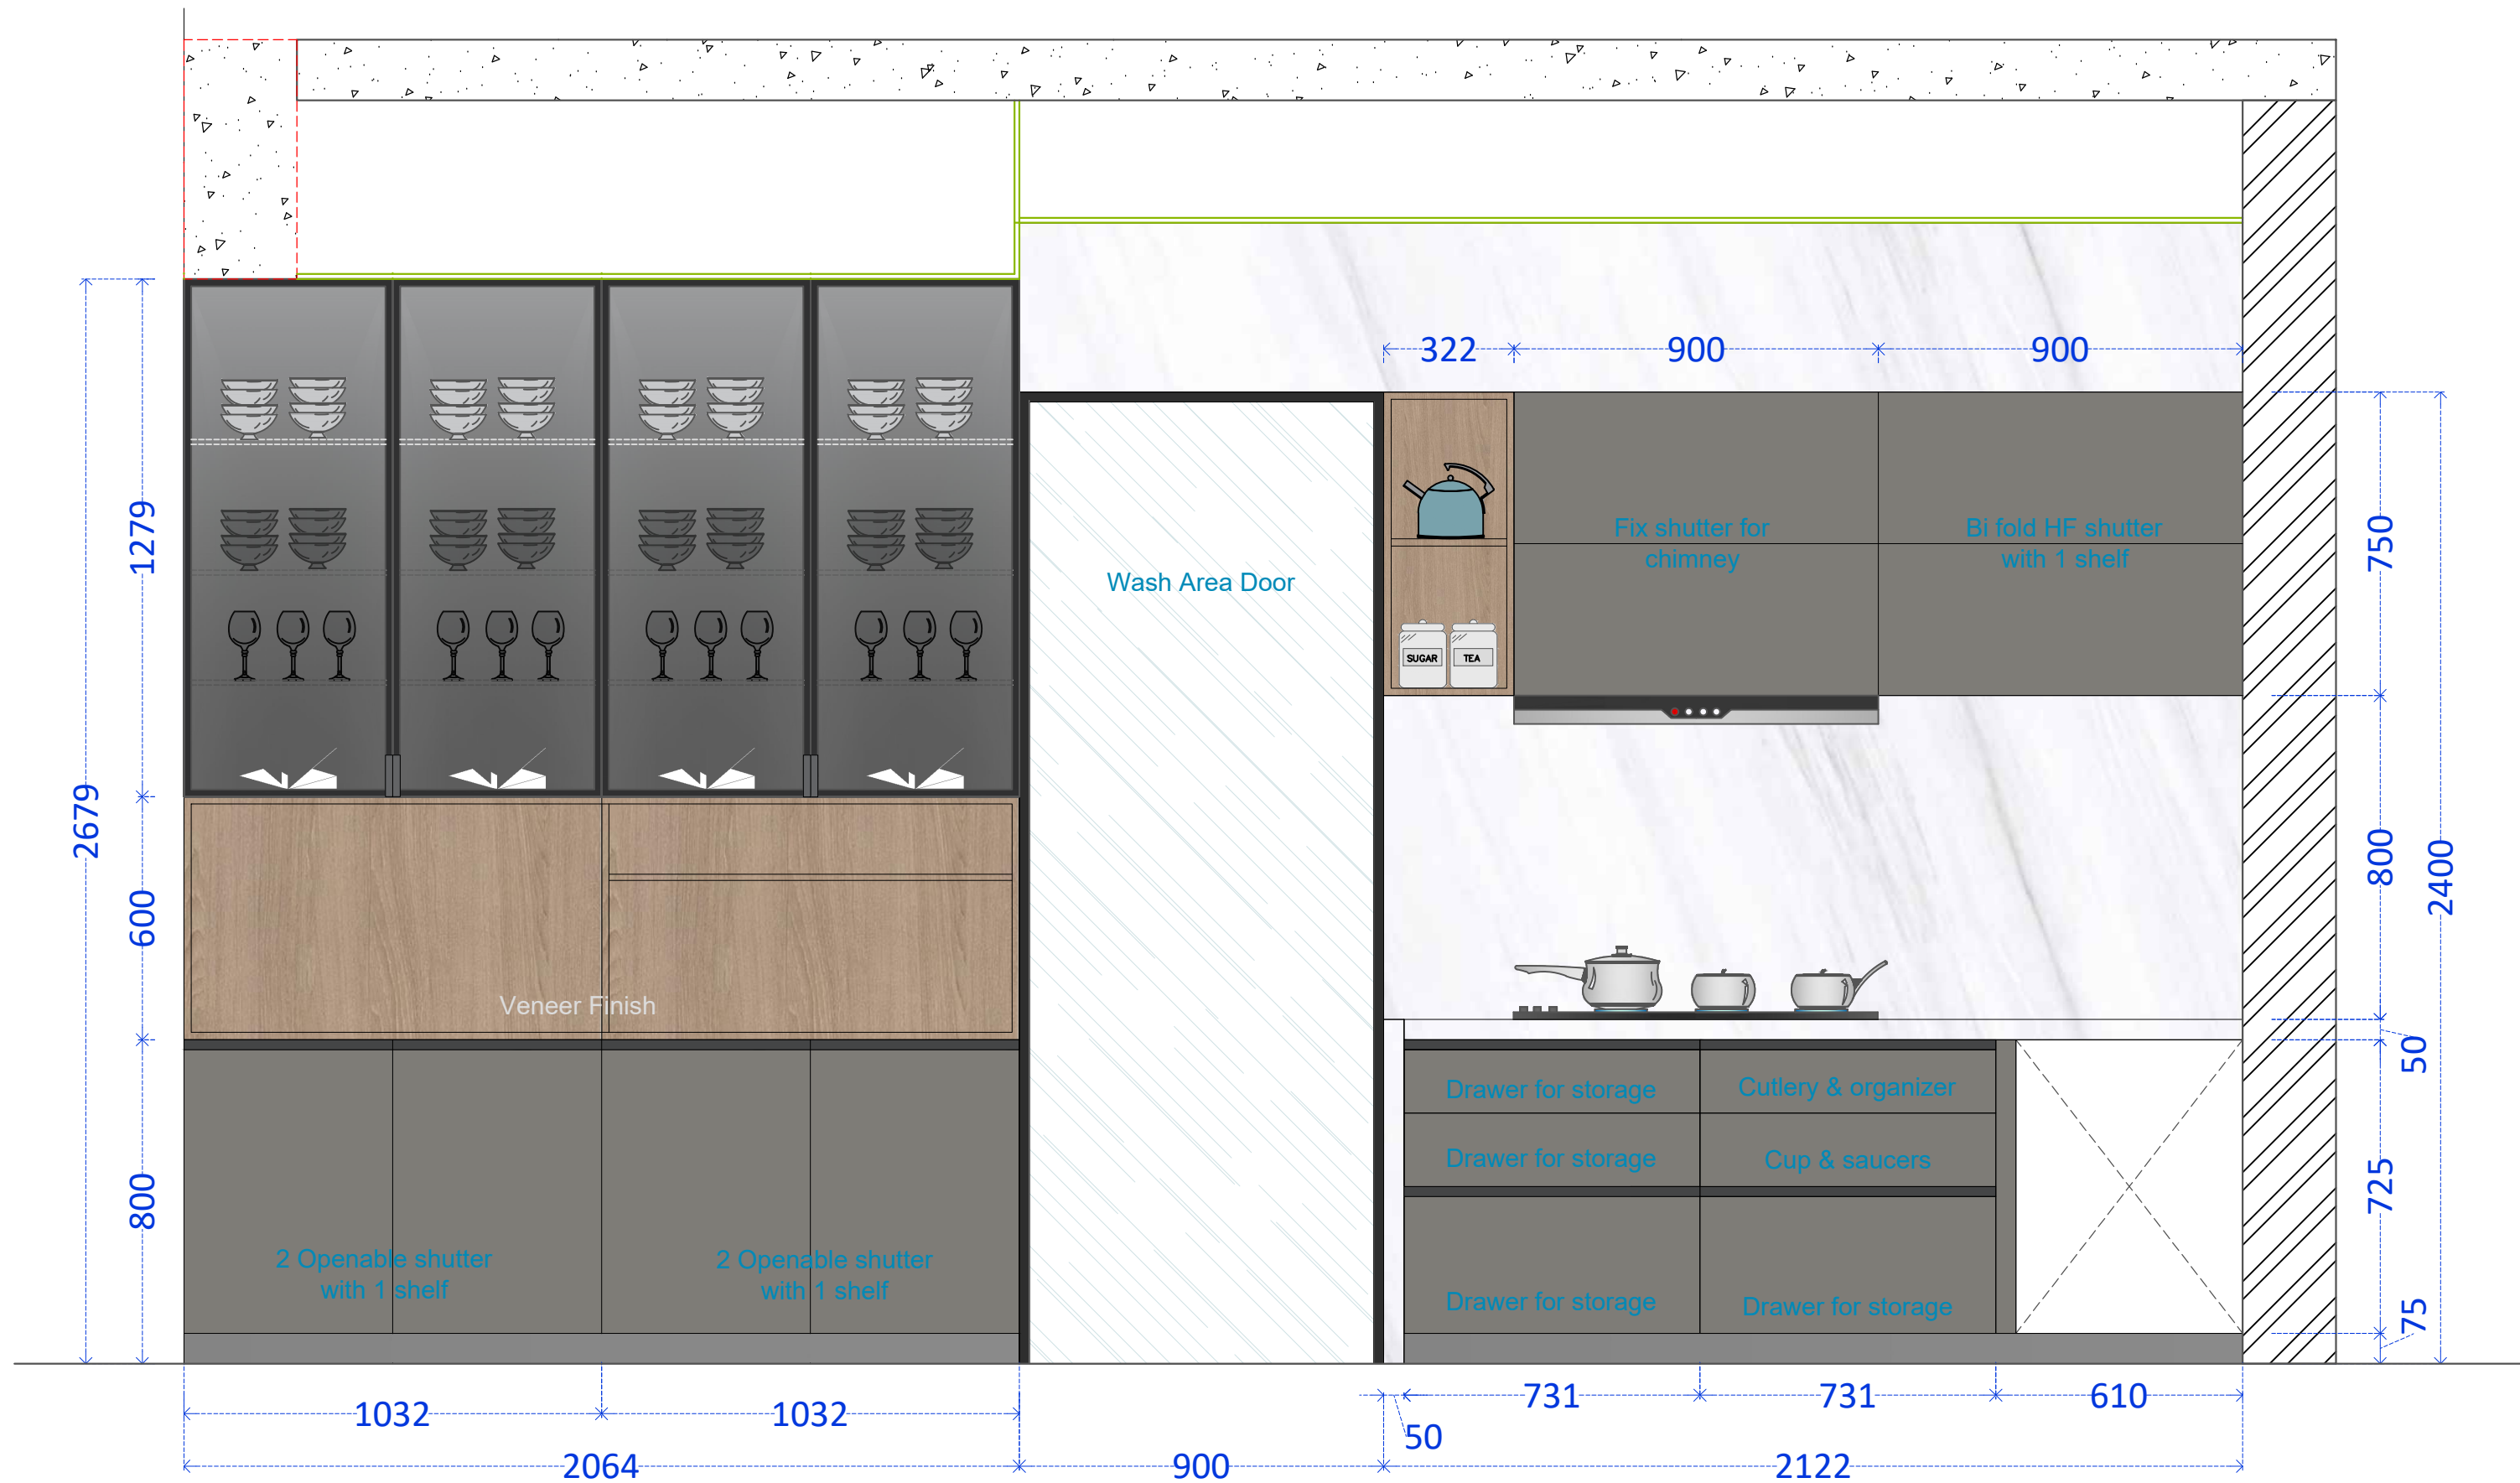 322
900
900
1279
2679
600
800
750
800
2400
50
725
75
Fix shutter for
chimney
Bi fold HF shutter
with 1 shelf
Wash Area Door
SUGAR
TEA
Veneer Finish
Drawer for storage
Cutlery & organizer
Drawer for storage
Cup & saucers
2 Openable shutter
with 1 shelf
2 Openable shutter
with 1 shelf
Drawer for storage
Drawer for storage
1032
1032
731
731
610
50
2064
900
2122